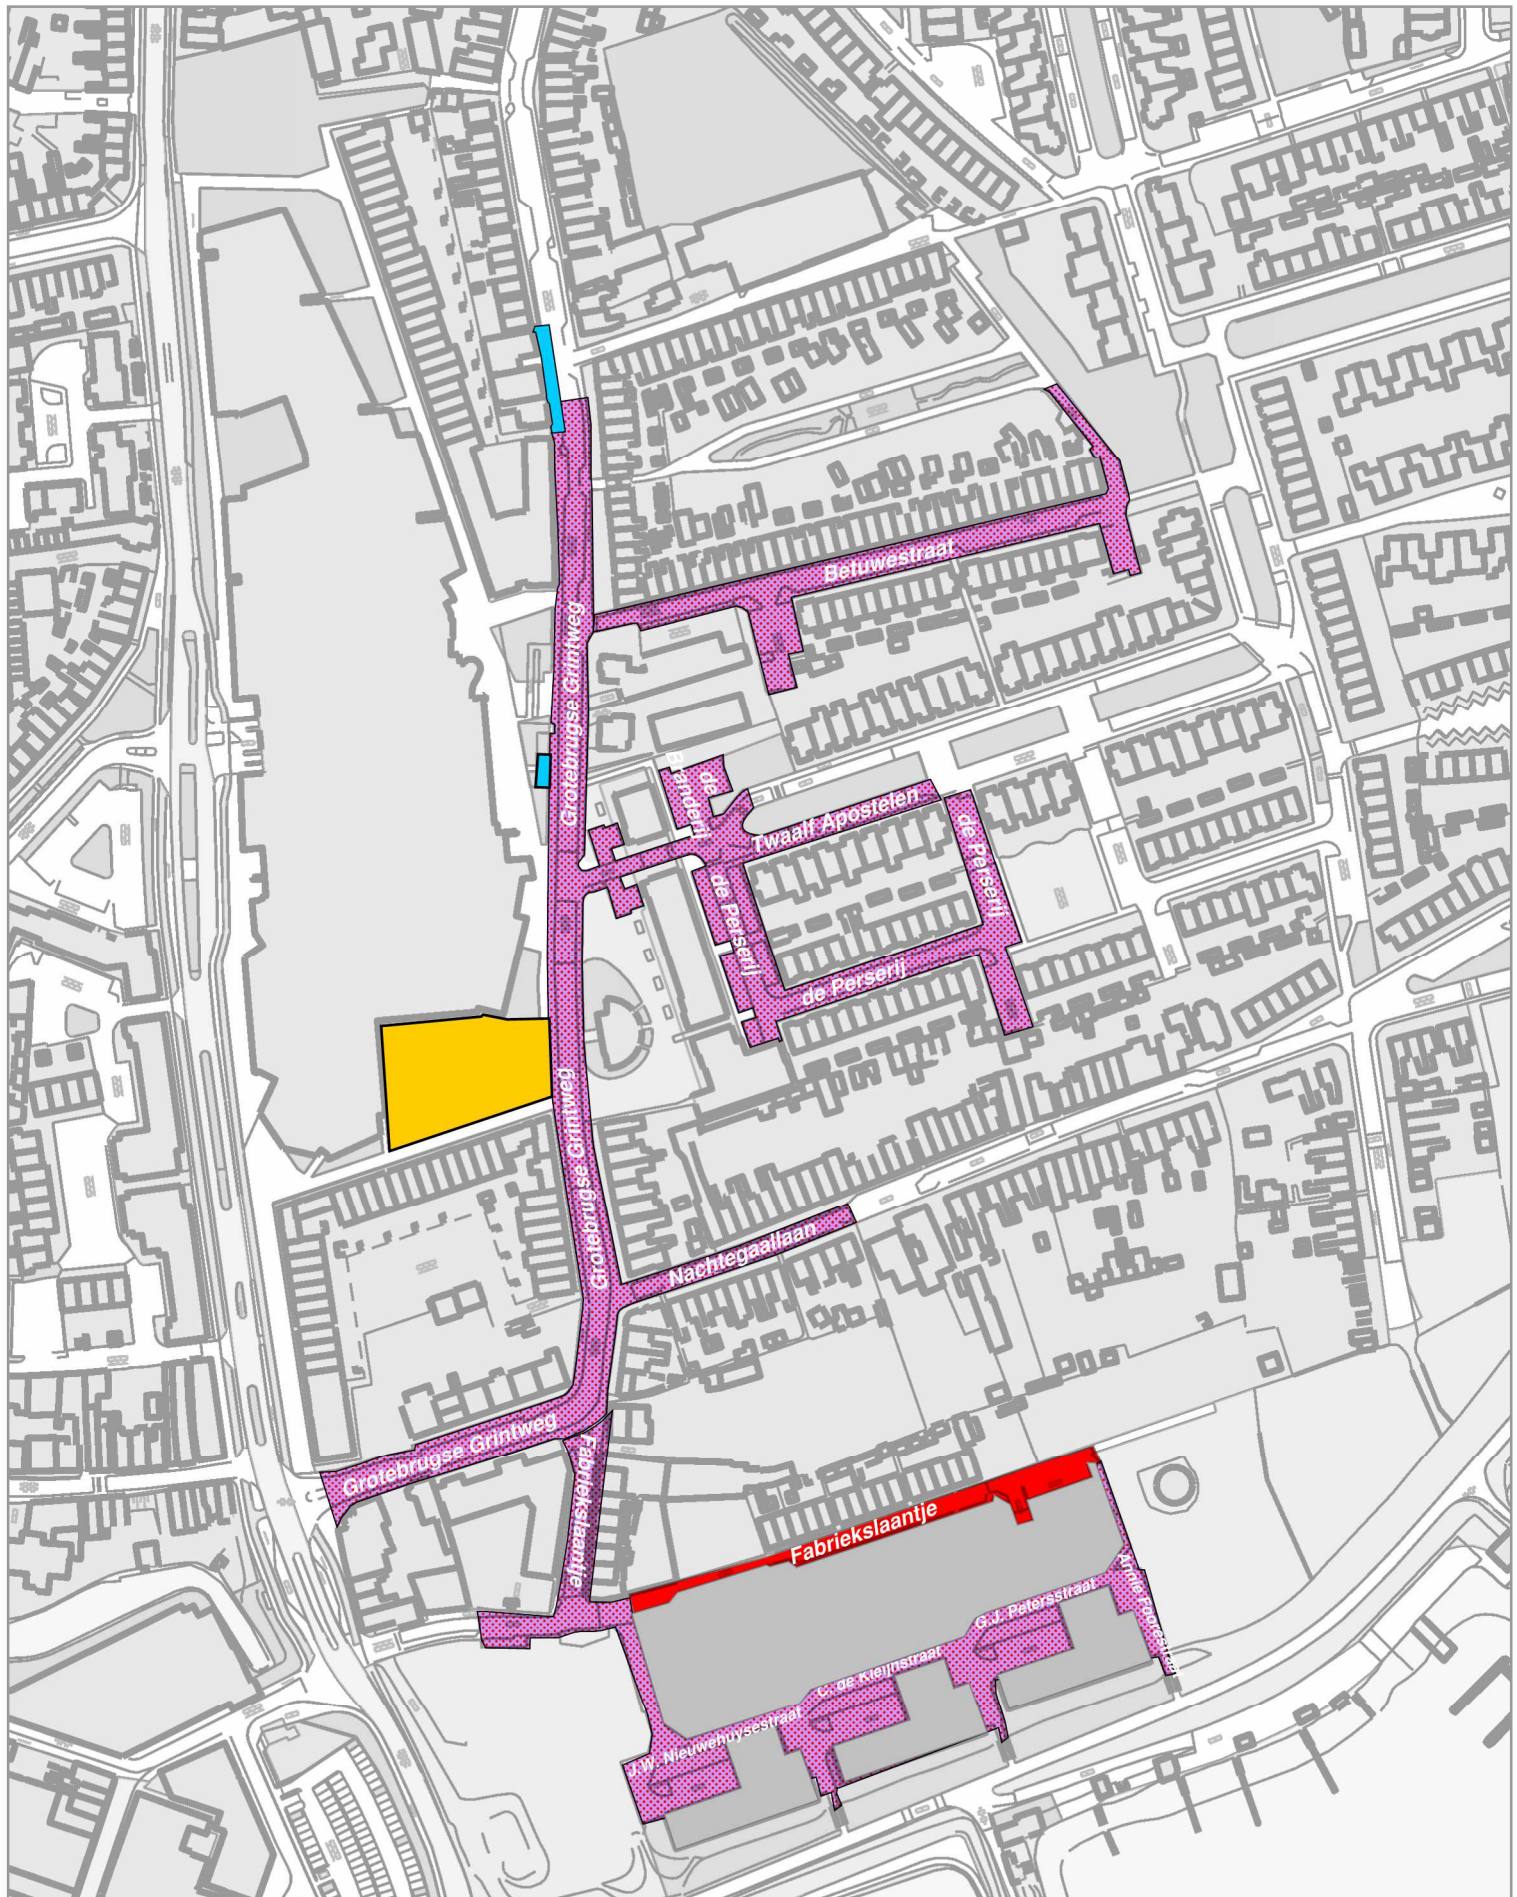 Betuwestraat
Grotebrugse Grintweg
de
Branderij
Twaalf Apostelen
de Perserij
de Perserij
de Perserij
Grotebrugse Grintweg
Nachtegaallaan
Grotebrugse Grintweg
Fabriekslaantje
Fabriekslaantje
G.J. Petersstraat
C. de Kleijnstraat
J.W. Nieuwehuysestraat